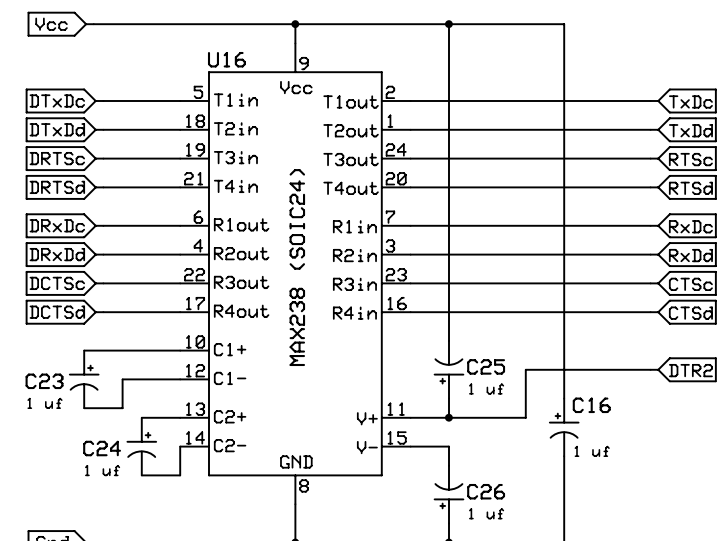 Vcc
U16
9
Vcc
DTxDc 5 T1in T1out 2 TxDc
DTxDd 18 T2in T2out 1 TxDd
DRTSc 19 T3in T3out 24 RTSc
DRTSd 21 T4in T4out 20 RTSd
DRxDc 6 R1out R1in 7 RxDc
DRxDd 4 R2out R2in 3 RxDd
DCTSc 22 R3out R3in 23 CTSc
DCTSd 17 R4out R4in 16 CTSd
MAX238 (SOIC24)
10 C1+
C23 + 12 C1-
1 uf
C25
+ 1 uf
DTR2
13 C2+ V+ 11
C24 + 14 C2- V- 15
1 uf
+ C16
1 uf
GND
8
C26
+ 1 uf
Gnd